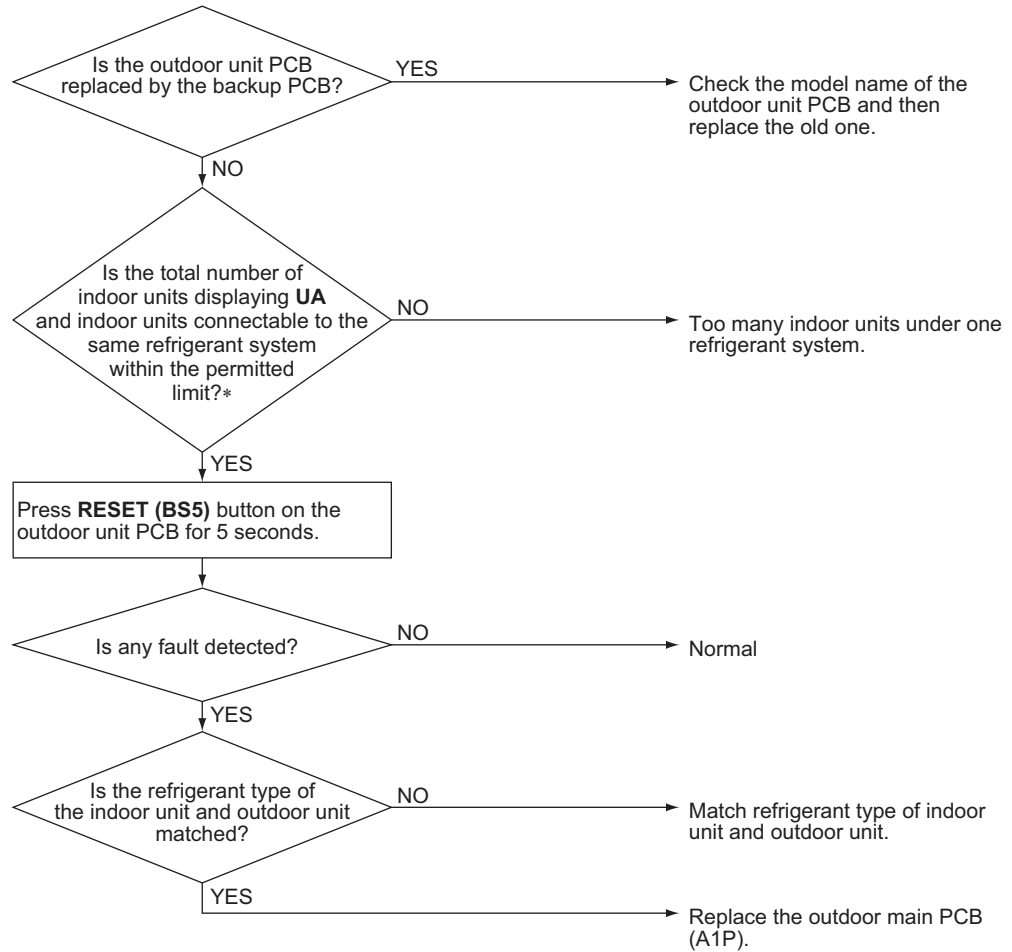 Is the outdoor unit PCB
replaced by the backup PCB?
YES
Check the model name of the
outdoor unit PCB and then
replace the old one.
NO
Is the total number of
indoor units displaying UA
and indoor units connectable to the
same refrigerant system
within the permitted
limit?*
NO
Too many indoor units under one
refrigerant system.
YES
Press RESET (BS5) button on the
outdoor unit PCB for 5 seconds.
Is any fault detected?
NO
Normal
YES
Is the refrigerant type of
the indoor unit and outdoor unit
matched?
NO
Match refrigerant type of indoor
unit and outdoor unit.
YES
Replace the outdoor main PCB
(A1P).